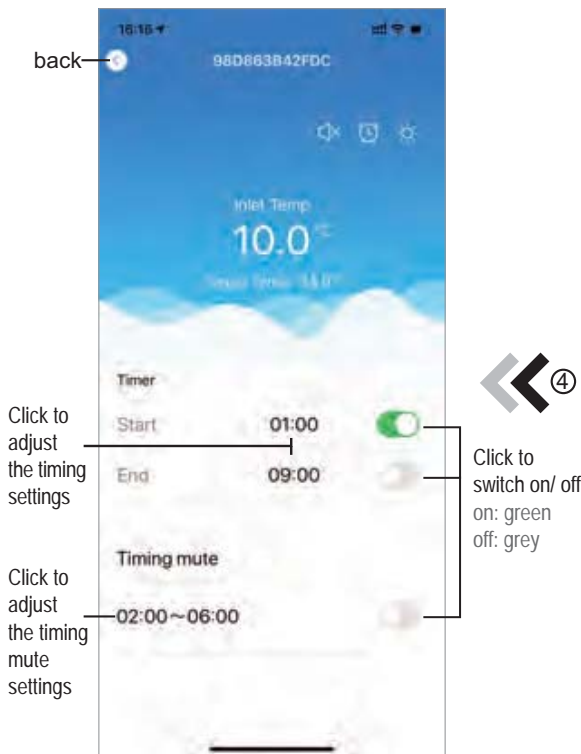 16:16
back
98D863B42FDC
Inlet Temp
10.0°C
Timer
Start 01:00
End 09:00
Timing mute
02:00～06:00
Click to
adjust
the timing
settings
Click to
adjust
the timing
mute
settings
④
Click to
switch on/ off
on: green
off: grey